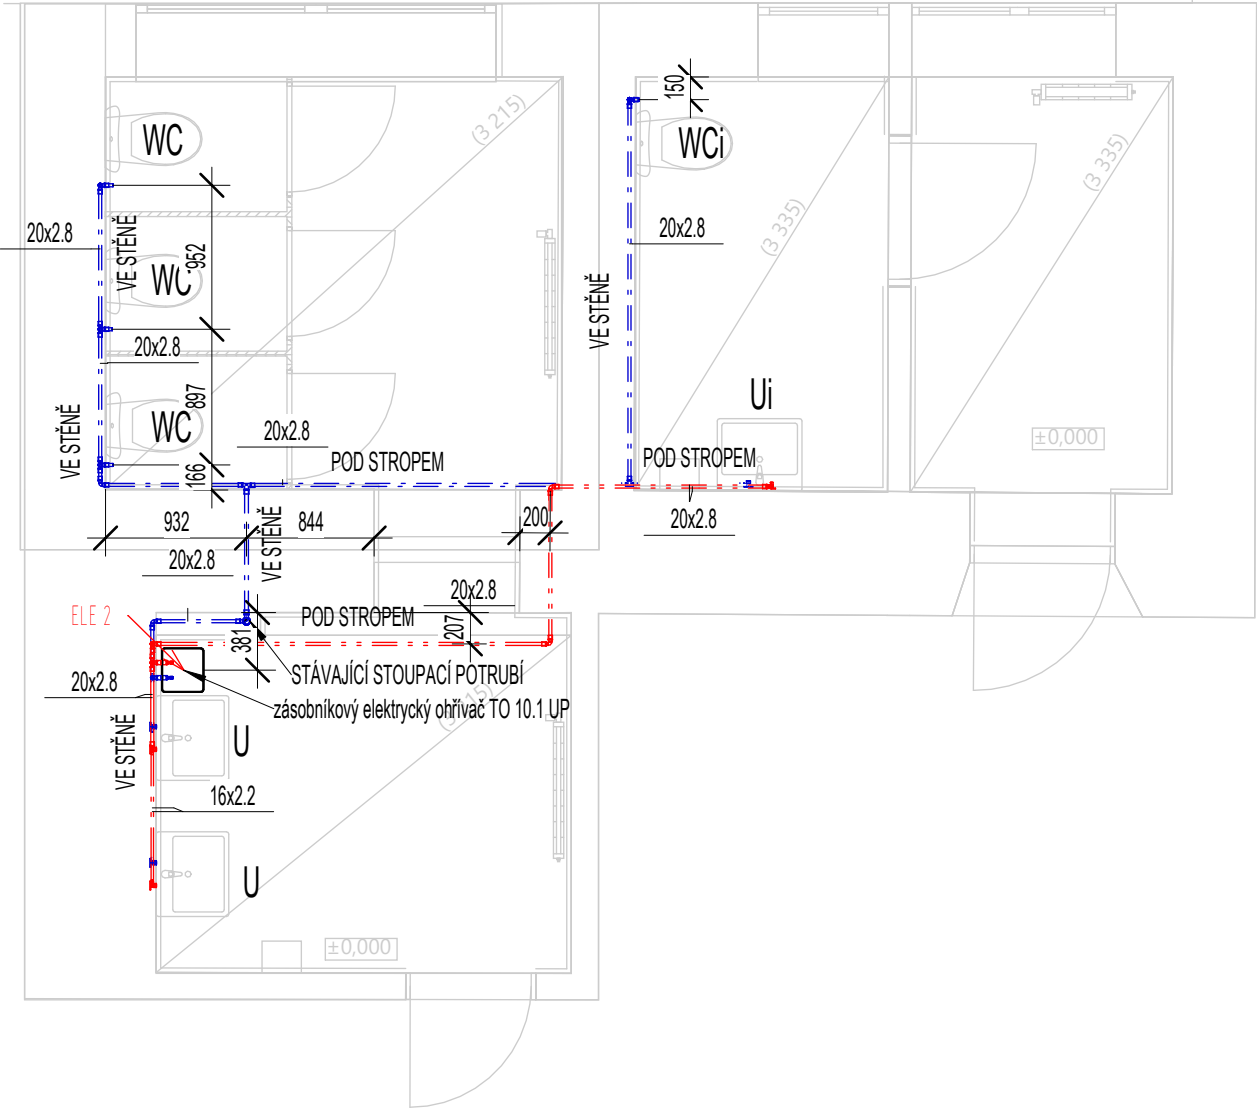 WC
WCi
150
(3 215)
(3 335)
(3 335)
20x2.8
VE STĚNĚ
952
WC
20x2.8
VE STĚNĚ
20x2.8
897
WC
VE STĚNĚ
20x2.8
POD STROPEM
166
Ui
POD STROPEM
±0,000
932
844
200
20x2.8
VE STĚNĚ
20x2.8
20x2.8
ELE 2
POD STROPEM
207
381
STÁVAJÍCÍ STOUPACÍ POTRUBÍ
20x2.8
zásobníkový elektrycký ohřívač TO 10.1 UP
VE STĚNĚ
U
16x2.2
U
±0,000